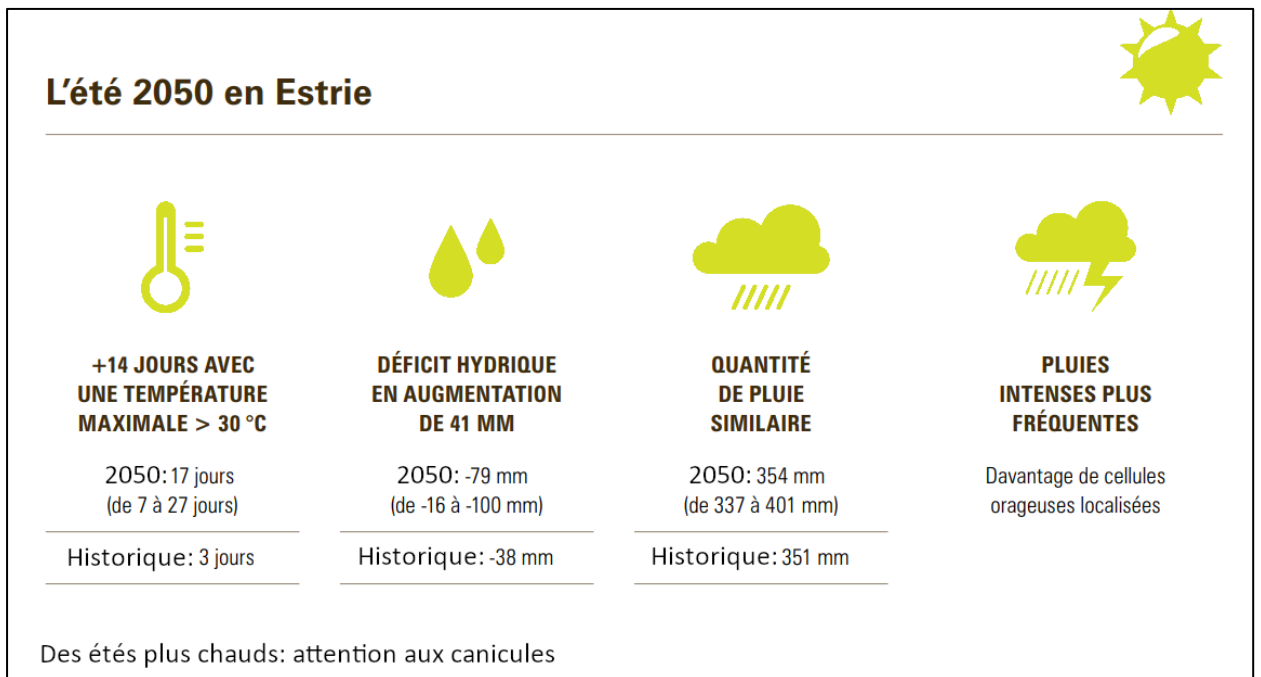 L'été 2050 en Estrie
+14 JOURS AVEC
UNE TEMPÉRATURE
MAXIMALE > 30 °C
2050: 17 jours
(de 7 à 27 jours)
Historique: 3 jours
DÉFICIT HYDRIQUE
EN AUGMENTATION
DE 41 MM
2050: -79 mm
(de -16 à -100 mm)
Historique: -38 mm
QUANTITÉ
DE PLUIE
SIMILAIRE
2050: 354 mm
(de 337 à 401 mm)
Historique: 351 mm
PLUIES
INTENSES PLUS
FRÉQUENTES
Davantage de cellules
orageuses localisées
Des étés plus chauds: attention aux canicules